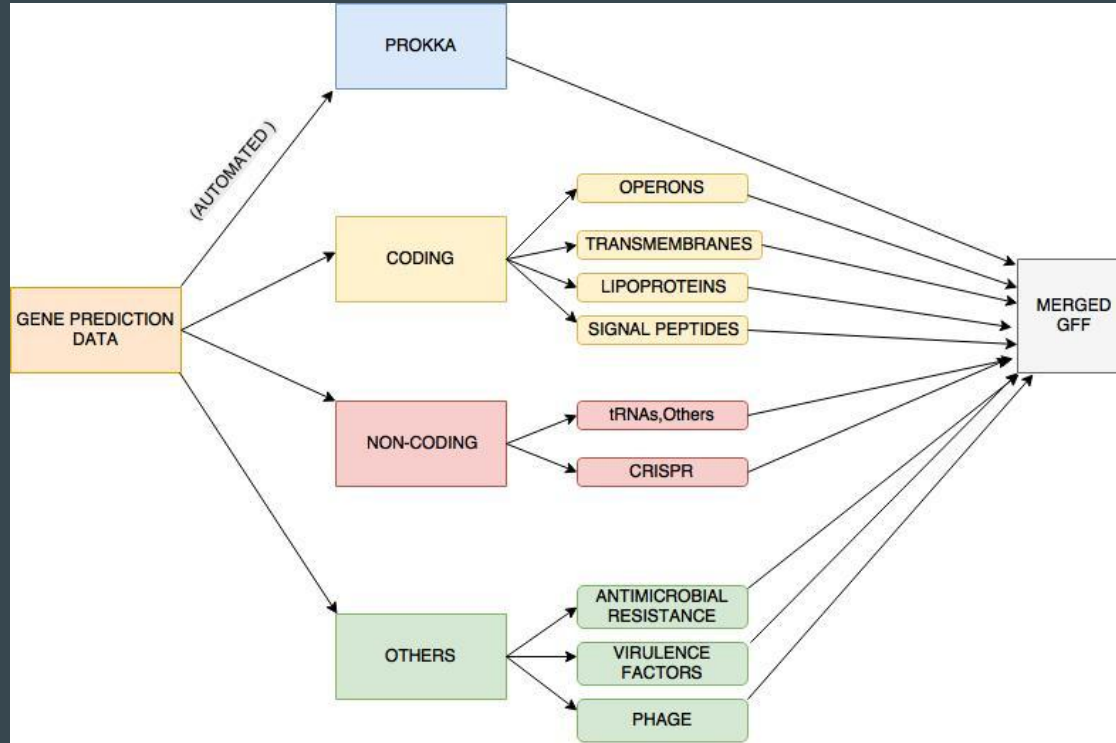 PROKKA
(AUTOMATED )
OPERONS
TRANSMEMBRANES
CODING
LIPOPROTEINS
SIGNAL PEPTIDES
GENE PREDICTION
DATA
MERGED
GFF
tRNAs,Others
NON-CODING
CRISPR
ANTIMICROBIAL
RESISTANCE
OTHERS
VIRULENCE
FACTORS
PHAGE